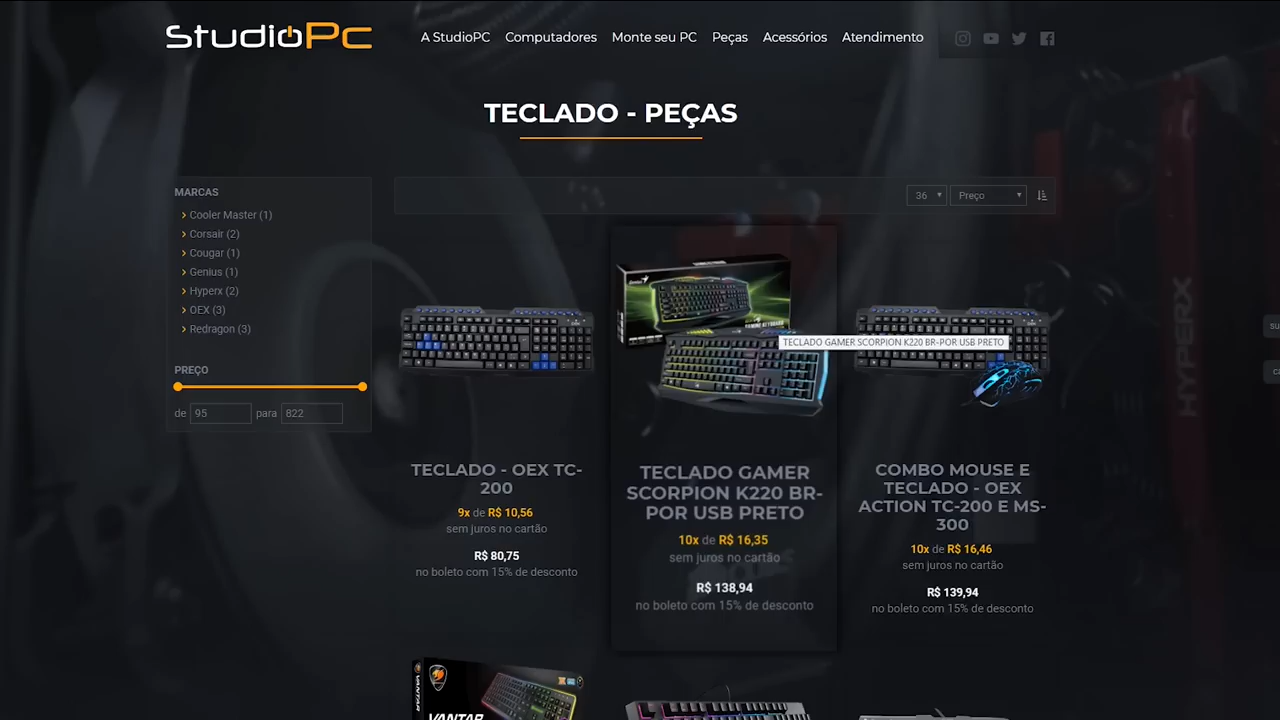 StudioPc
A StudioPC Computadores Monte seu PC Peças Acessórios Atendimento
TECLADO - PEÇAS
MARCAS
Cooler Master (1)
Corsair (2)
Cougar (1)
Genius (1)
Hyperx (2)
OEX (3)
Redragon (3)
PREÇO
de 95 para 822
36 Preço
TECLADO GAMER SCORPION K220 BR-POR USB PRETO
HYPERX
su
ca
TECLADO - OEX TC-
200
9x de R$ 10,56
sem juros no cartão
R$ 80,75
no boleto com 15% de desconto
TECLADO GAMER
SCORPION K220 BR-
POR USB PRETO
10x de R$ 16,35
sem juros no cartão
R$ 138,94
no boleto com 15% de desconto
COMBO MOUSE E
TECLADO - OEX
ACTION TC-200 E MS-
300
10x de R$ 16,46
sem juros no cartão
R$ 139,94
no boleto com 15% de desconto
VANTAR
VANTAR